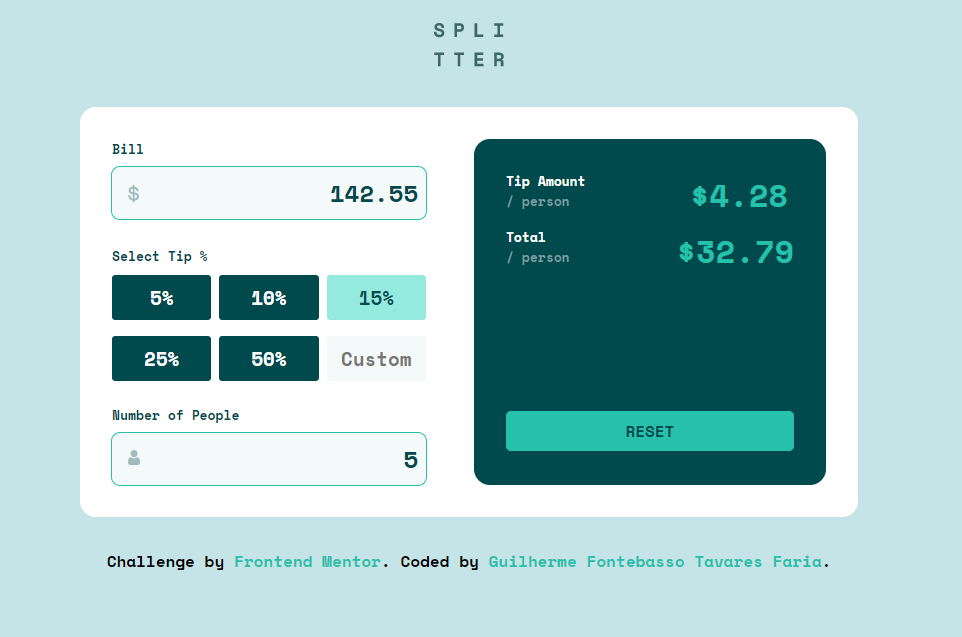 SPLI
TTER
Bill
$ 142.55
Select Tip %
5% 10% 15%
25% 50% Custom
Number of People
5
Tip Amount
/ person
$4.28
Total
/ person
$32.79
RESET
Challenge by Frontend Mentor. Coded by Guilherme Fontebasso Tavares Faria.